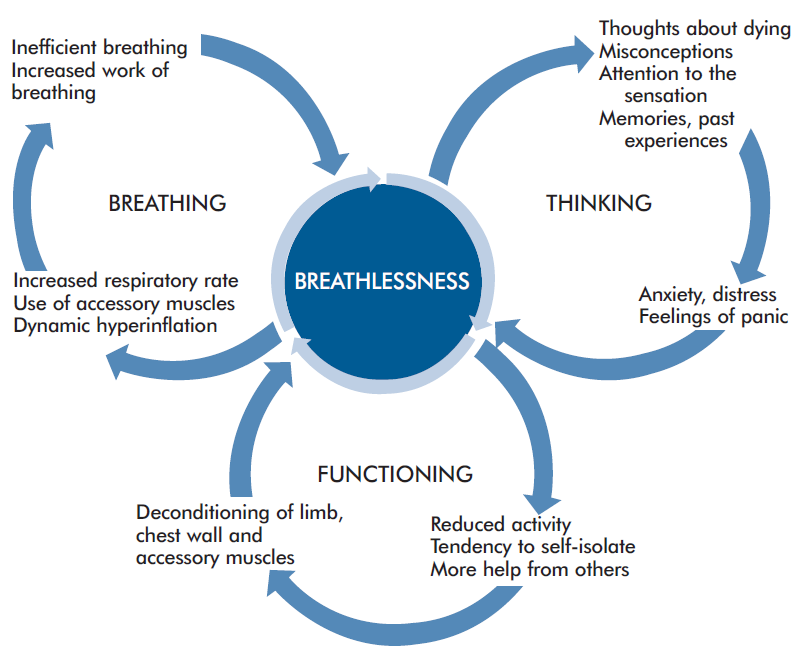 Inefficient breathing
Increased work of
breathing
BREATHING
Increased respiratory rate
Use of accessory muscles
Dynamic hyperinflation
BREATHLESSNESS
Thoughts about dying
Misconceptions
Attention to the
sensation
Memories, past
experiences
THINKING
Anxiety, distress
Feelings of panic
FUNCTIONING
Reduced activity
Tendency to self-isolate
More help from others
Deconditioning of limb,
chest wall and
accessory muscles